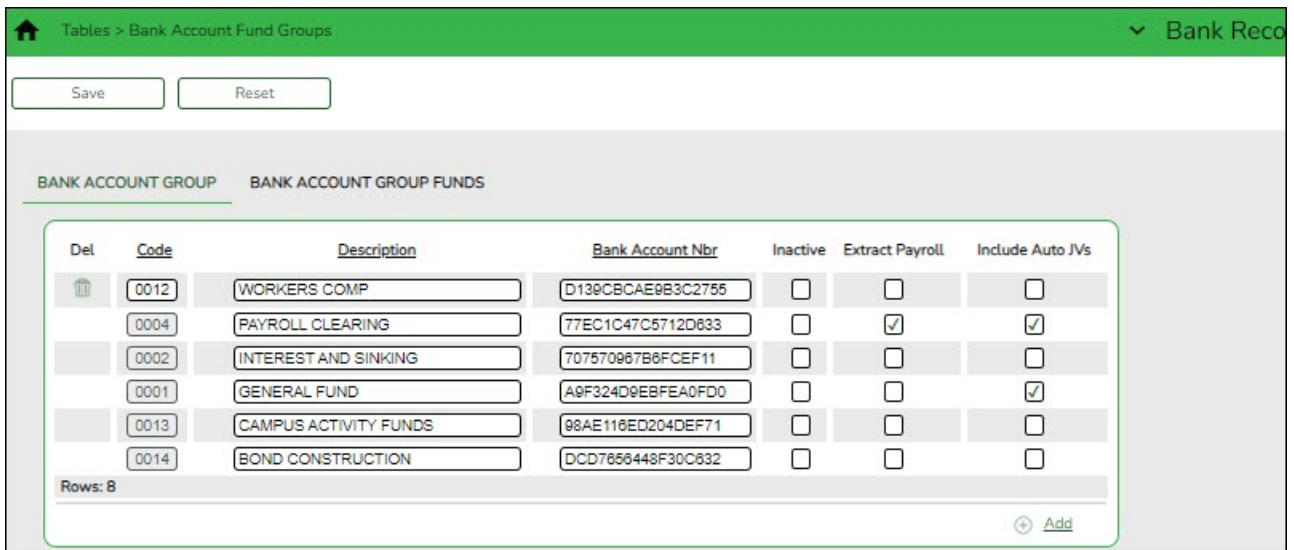 Tables > Bank Account Fund Groups
Bank Reco
Save Reset
BANK ACCOUNT GROUP BANK ACCOUNT GROUP FUNDS
Del Code Description Bank Account Nbr Inactive Extract Payroll Include Auto JVs
0012 WORKERS COMP D139CBCAE9B3C2755
0004 PAYROLL CLEARING 77EC1C47C5712D633
0002 INTEREST AND SINKING 707570967B6FCEF11
0001 GENERAL FUND A9F324D9EBFEA0FD0
0013 CAMPUS ACTIVITY FUNDS 98AE116ED204DEF71
0014 BOND CONSTRUCTION DCD7656448F30C632
Rows: 8
Add